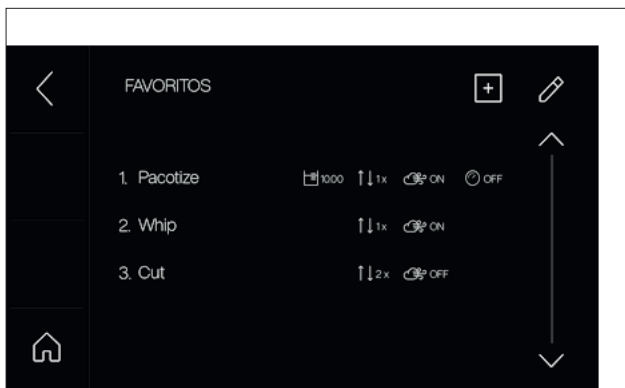 FAVORITOS
1. Pacotize 1000 1x ON OFF
2. Whip 1x ON
3. Cut 2x OFF